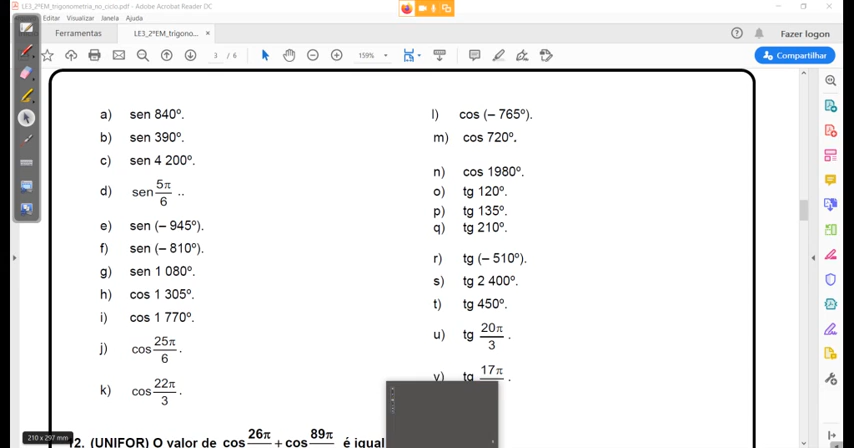 LE3_2ºEM_trigonometria_no_ciclo.pdf - Adobe Acrobat Reader DC
Editar Visualizar Janela Ajuda
Ferramentas
LE3_2ºEM_trigono... ×
Fazer logon
3 / 6
159%
Compartilhar
a) sen 840º.
b) sen 390º.
c) sen 4 200º.
d) sen 5π/6 ..
e) sen (– 945º).
f) sen (– 810º).
g) sen 1 080º.
h) cos 1 305º.
i) cos 1 770º.
j) cos 25π/6 .
k) cos 22π/3 .
l) cos (– 765º).
m) cos 720º.
n) cos 1980º.
o) tg 120º.
p) tg 135º.
q) tg 210º.
r) tg (– 510º).
s) tg 2 400º.
t) tg 450º.
u) tg 20π/3 .
v) tg 17π .
210 x 297 mm
12. (UNIFOR) O valor de cos 26π + cos 89π é igual